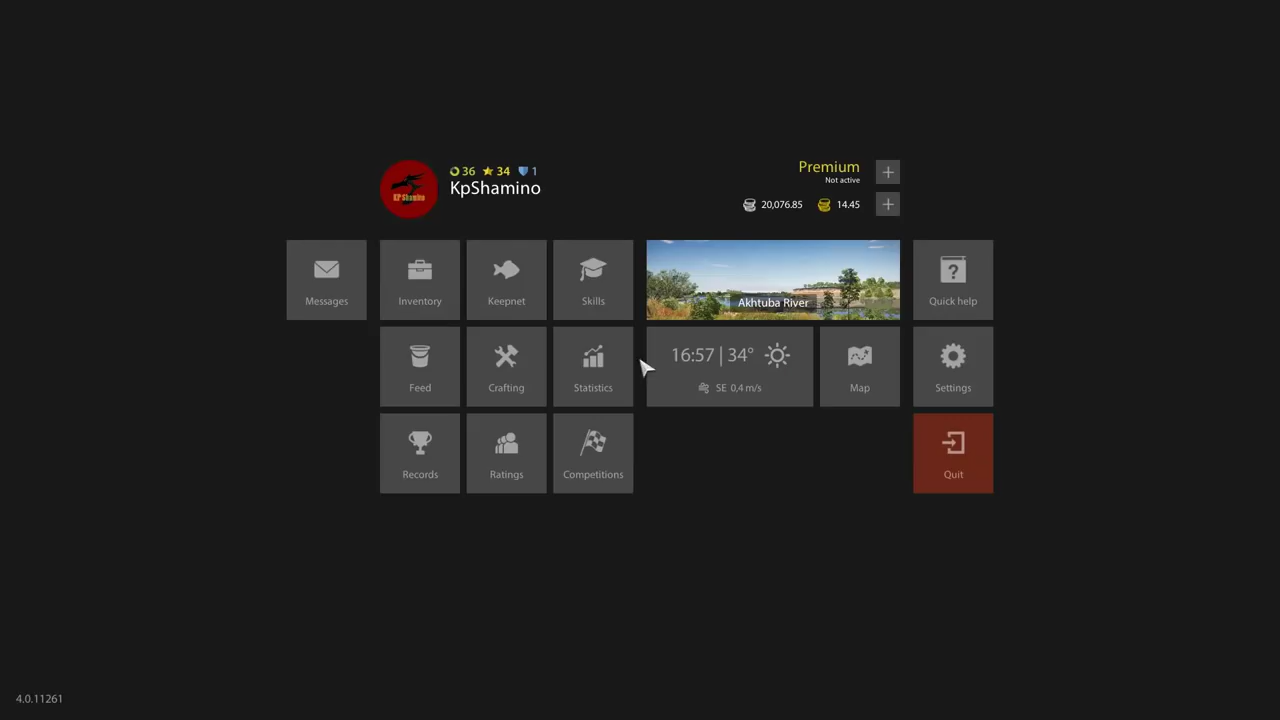 36 34 1
KpShamino
KP Shamino
Premium
Not active
20,076.85 14.45
Messages
Inventory
Keepnet
Skills
Akhtuba River
Quick help
Feed
Crafting
Statistics
16:57 | 34°
SE 0,4 m/s
Map
Settings
Records
Ratings
Competitions
Quit
4.0.11261